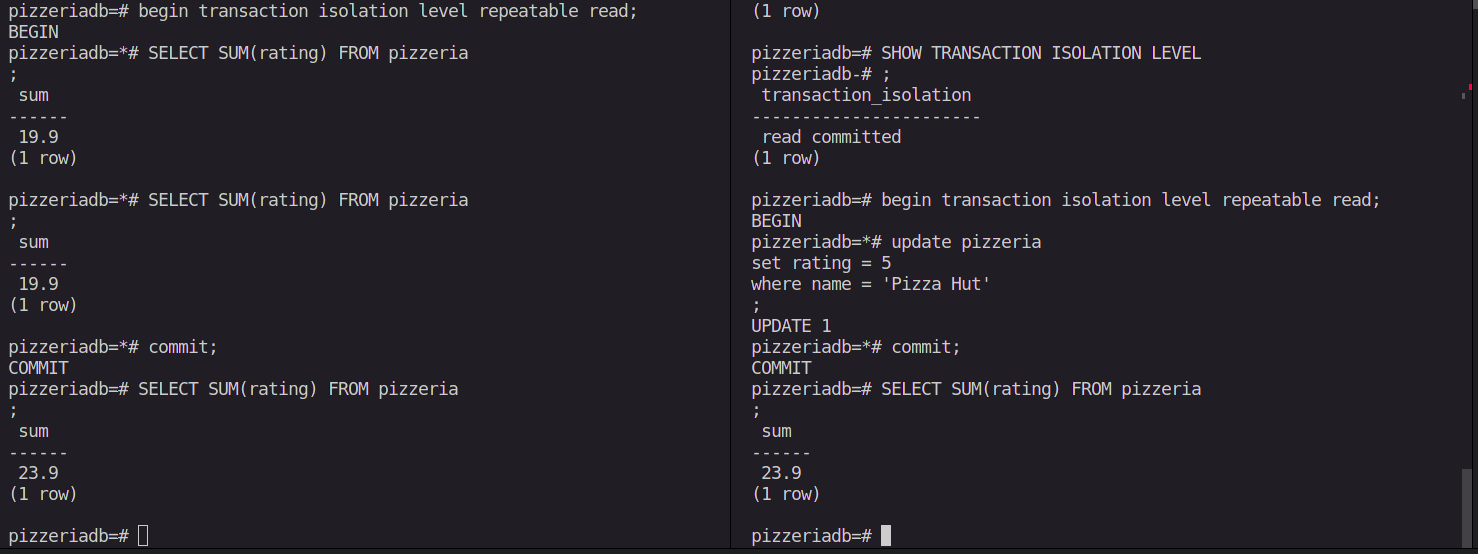 pizzeriadb=# begin transaction isolation level repeatable read;
BEGIN
pizzeriadb=*# SELECT SUM(rating) FROM pizzeria
;
 sum
------
 19.9
(1 row)

pizzeriadb=*# SELECT SUM(rating) FROM pizzeria
;
 sum
------
 19.9
(1 row)

pizzeriadb=*# commit;
COMMIT
pizzeriadb=# SELECT SUM(rating) FROM pizzeria
;
 sum
------
 23.9
(1 row)

pizzeriadb=#
(1 row)

pizzeriadb=# SHOW TRANSACTION ISOLATION LEVEL
pizzeriadb-# ;
 transaction_isolation
-----------------------
 read committed
(1 row)

pizzeriadb=# begin transaction isolation level repeatable read;
BEGIN
pizzeriadb=*# update pizzeria
set rating = 5
where name = 'Pizza Hut'
;
UPDATE 1
pizzeriadb=*# commit;
COMMIT
pizzeriadb=# SELECT SUM(rating) FROM pizzeria
;
 sum
------
 23.9
(1 row)

pizzeriadb=#